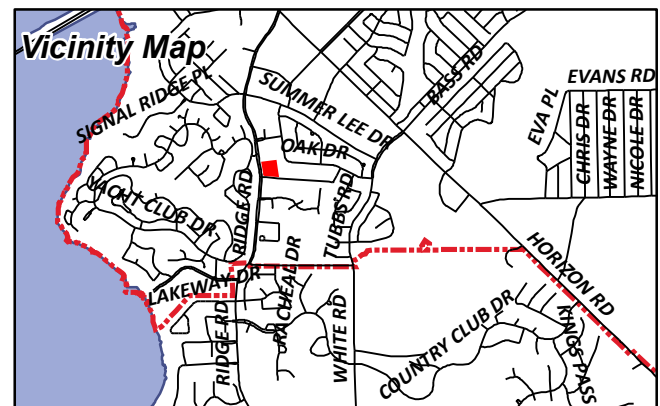 Vicinity Map
SIGNAL RIDGE PL
SUMMER LEE DR
BASS RD
EVANS RD
EVA PL
CHRIS DR
WAYNE DR
NICOLE DR
OAK DR
YACHT CLUB DR
RIDGE RD
TUBBS RD
RACHEAL DR
LAKEWAY DR
HORIZON RD
RIDGE RD
WHITE RD
COUNTRY CLUB DR
KINGS PASS